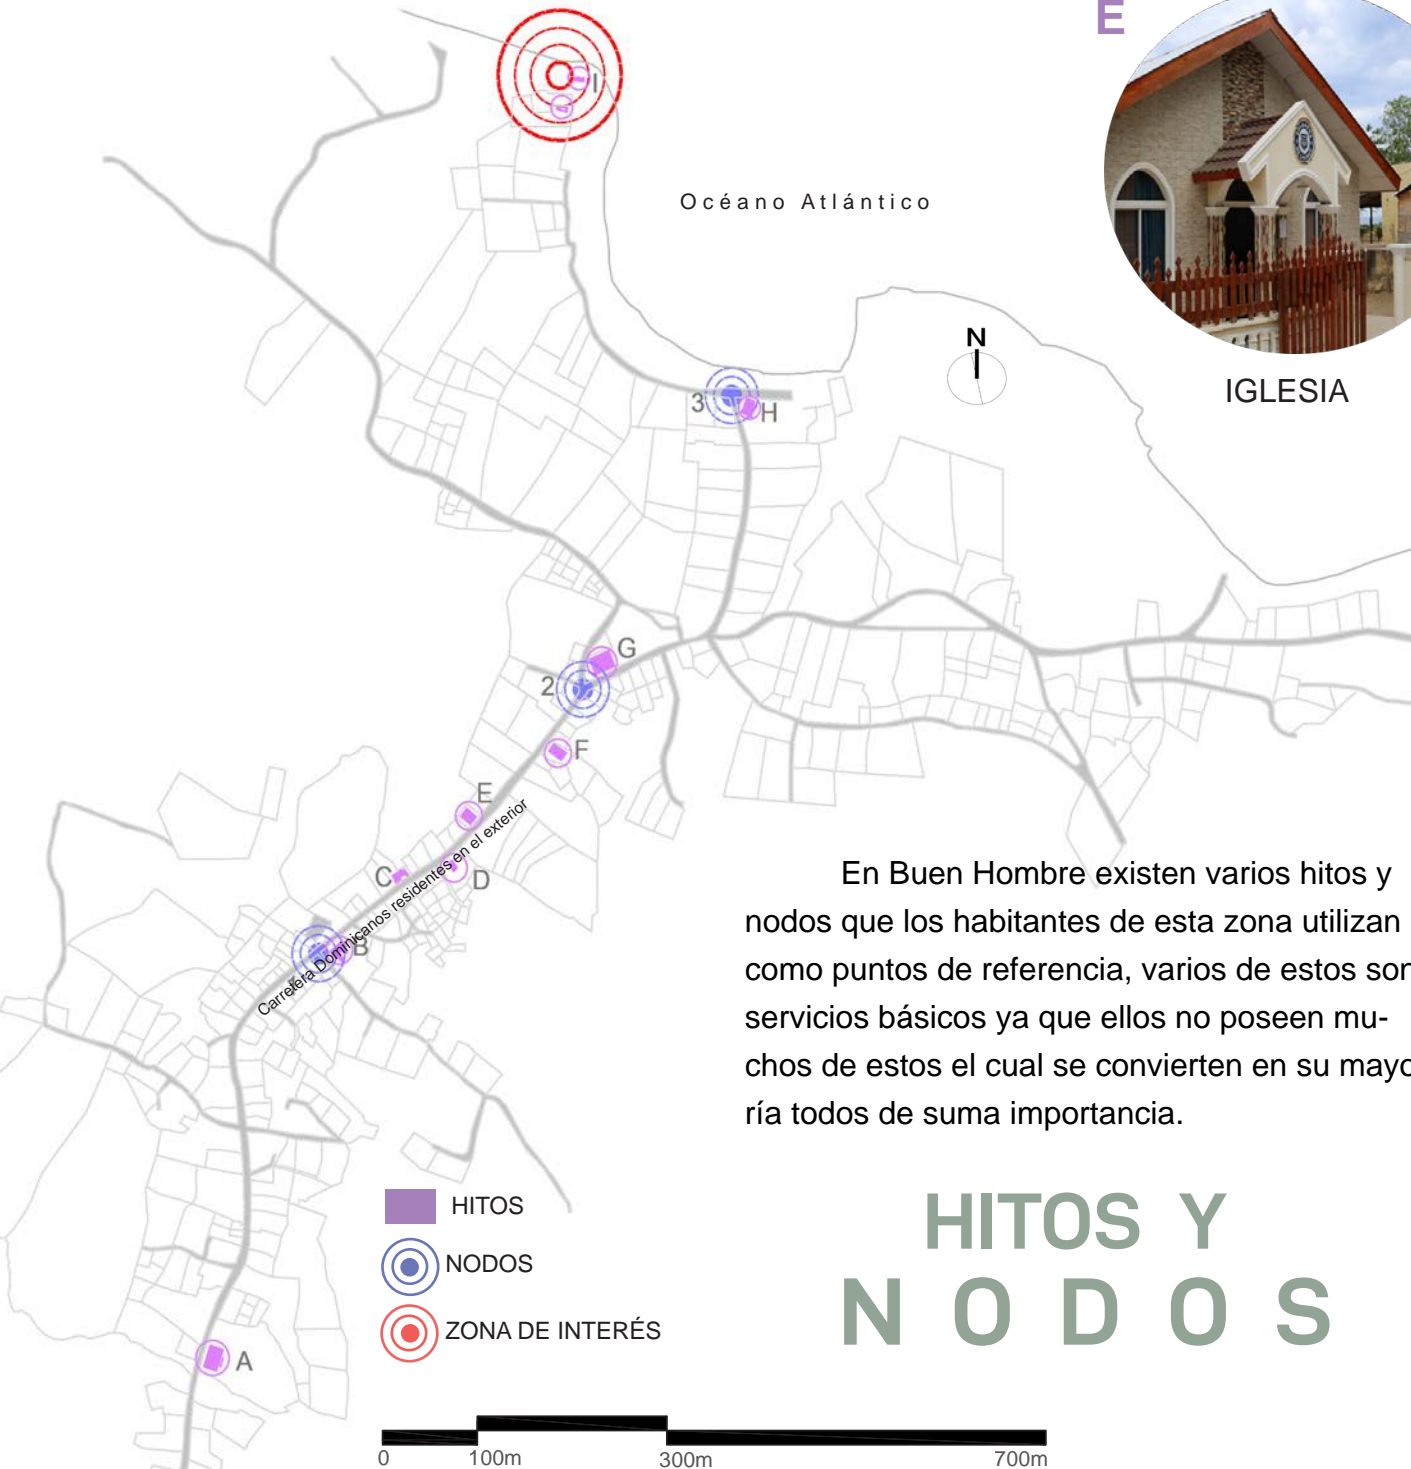 E
I
Océano Atlántico
N
IGLESIA
3
H
G
2
F
E
C
D
B
Carretera Dominicanos residentes en el exterior
En Buen Hombre existen varios hitos y
nodos que los habitantes de esta zona utilizan
como puntos de referencia, varios de estos son
servicios básicos ya que ellos no poseen mu-
chos de estos el cual se convierten en su mayo
ría todos de suma importancia.
HITOS
NODOS
ZONA DE INTERÉS
HITOS Y
NODOS
A
0 100m 300m 700m